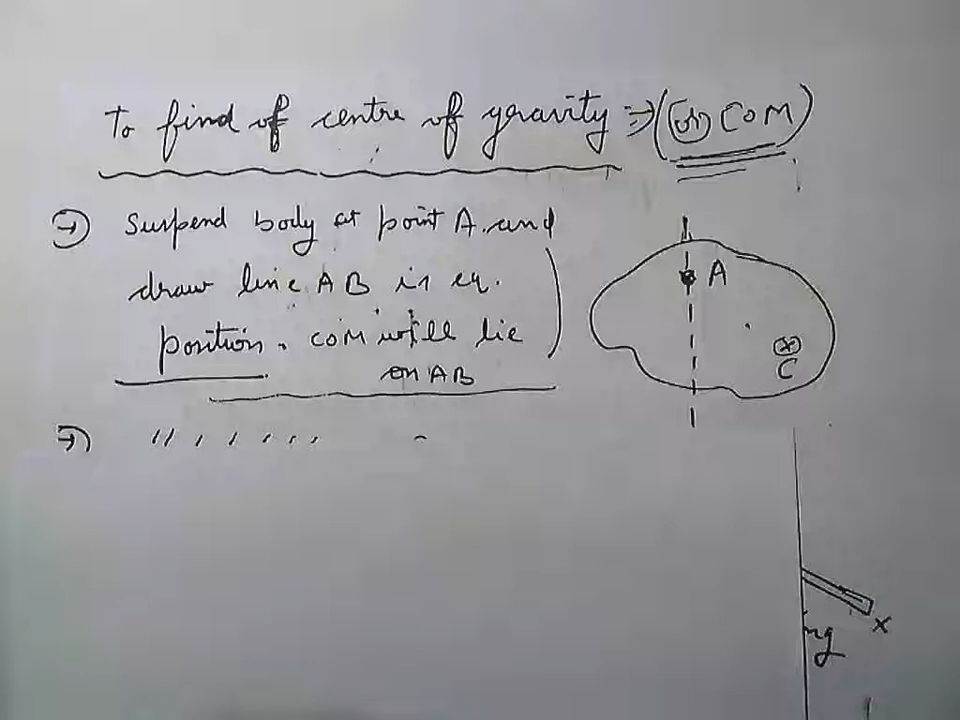 To find of centre of gravity ⇒ (or) COM)
→ Suspend body at point A. and
draw line AB in eq.
position. COM will lie
on AB
→ '' ' ' ' ' '
A
C
mg
x